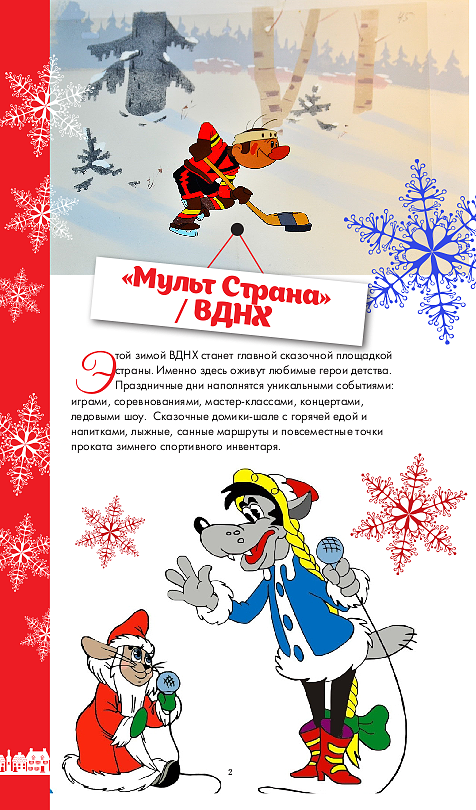 45
«Мульт Страна»
/ ВДНХ
Этой зимой ВДНХ станет главной сказочной площадкой
страны. Именно здесь оживут любимые герои детства.
Праздничные дни наполнятся уникальными событиями:
играми, соревнованиями, мастер-классами, концертами,
ледовыми шоу. Сказочные домики-шале с горячей едой и
напитками, лыжные, санные маршруты и повсеместные точки
проката зимнего спортивного инвентаря.
2